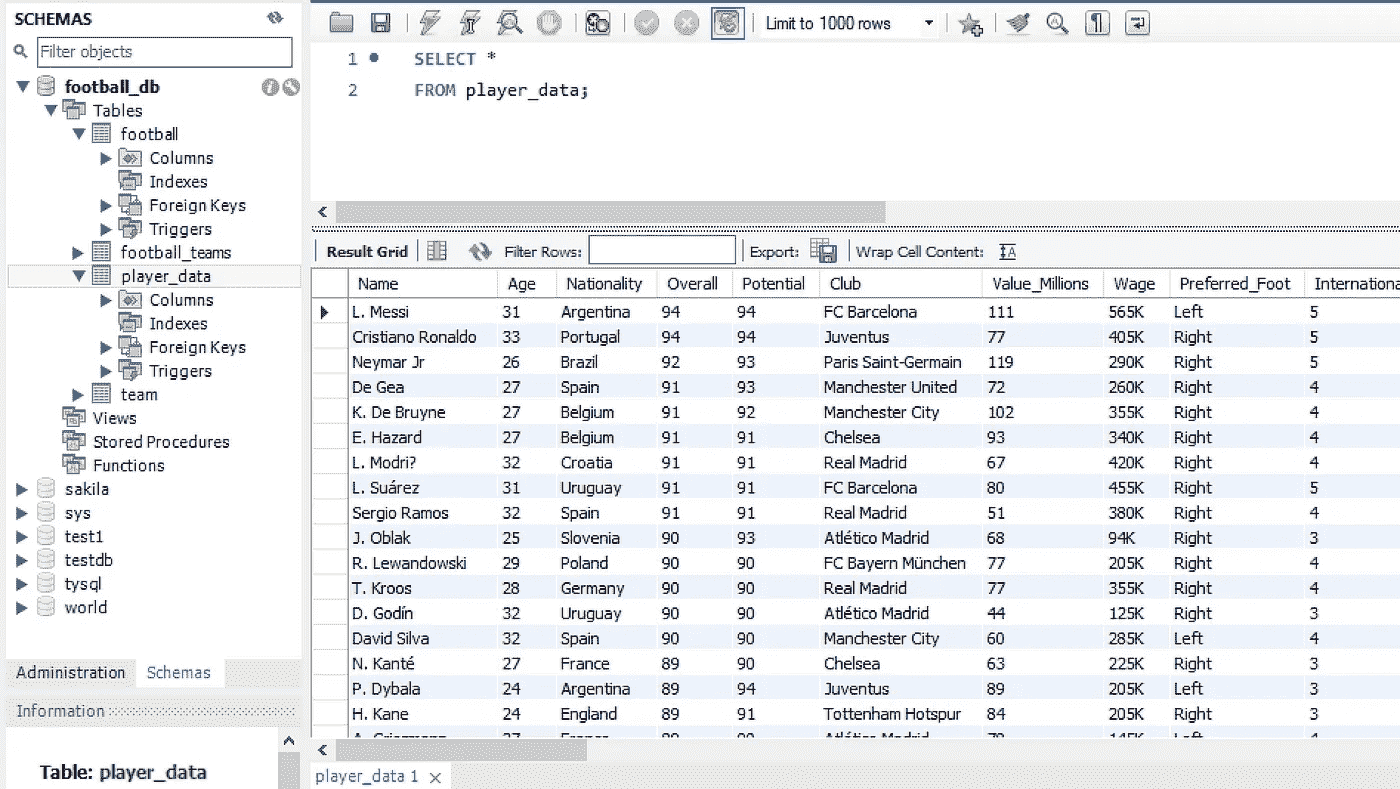 SCHEMAS
Filter objects
football_db
Tables
football
Columns
Indexes
Foreign Keys
Triggers
football_teams
player_data
Columns
Indexes
Foreign Keys
Triggers
team
Views
Stored Procedures
Functions
sakila
sys
test1
testdb
tysql
world
Administration Schemas
Information
Table: player_data
Limit to 1000 rows
1 SELECT *
2 FROM player_data;
Result Grid Filter Rows: Export: Wrap Cell Content:
Name Age Nationality Overall Potential Club Value_Millions Wage Preferred_Foot Internationa
L. Messi 31 Argentina 94 94 FC Barcelona 111 565K Left 5
Cristiano Ronaldo 33 Portugal 94 94 Juventus 77 405K Right 5
Neymar Jr 26 Brazil 92 93 Paris Saint-Germain 119 290K Right 5
De Gea 27 Spain 91 93 Manchester United 72 260K Right 4
K. De Bruyne 27 Belgium 91 92 Manchester City 102 355K Right 4
E. Hazard 27 Belgium 91 91 Chelsea 93 340K Right 4
L. Modri? 32 Croatia 91 91 Real Madrid 67 420K Right 4
L. Suárez 31 Uruguay 91 91 FC Barcelona 80 455K Right 5
Sergio Ramos 32 Spain 91 91 Real Madrid 51 380K Right 4
J. Oblak 25 Slovenia 90 93 Atlético Madrid 68 94K Right 3
R. Lewandowski 29 Poland 90 90 FC Bayern München 77 205K Right 4
T. Kroos 28 Germany 90 90 Real Madrid 77 355K Right 4
D. Godín 32 Uruguay 90 90 Atlético Madrid 44 125K Right 3
David Silva 32 Spain 90 90 Manchester City 60 285K Left 4
N. Kanté 27 France 89 90 Chelsea 63 225K Right 3
P. Dybala 24 Argentina 89 94 Juventus 89 205K Left 3
H. Kane 24 England 89 91 Tottenham Hotspur 84 205K Right 3
player_data 1